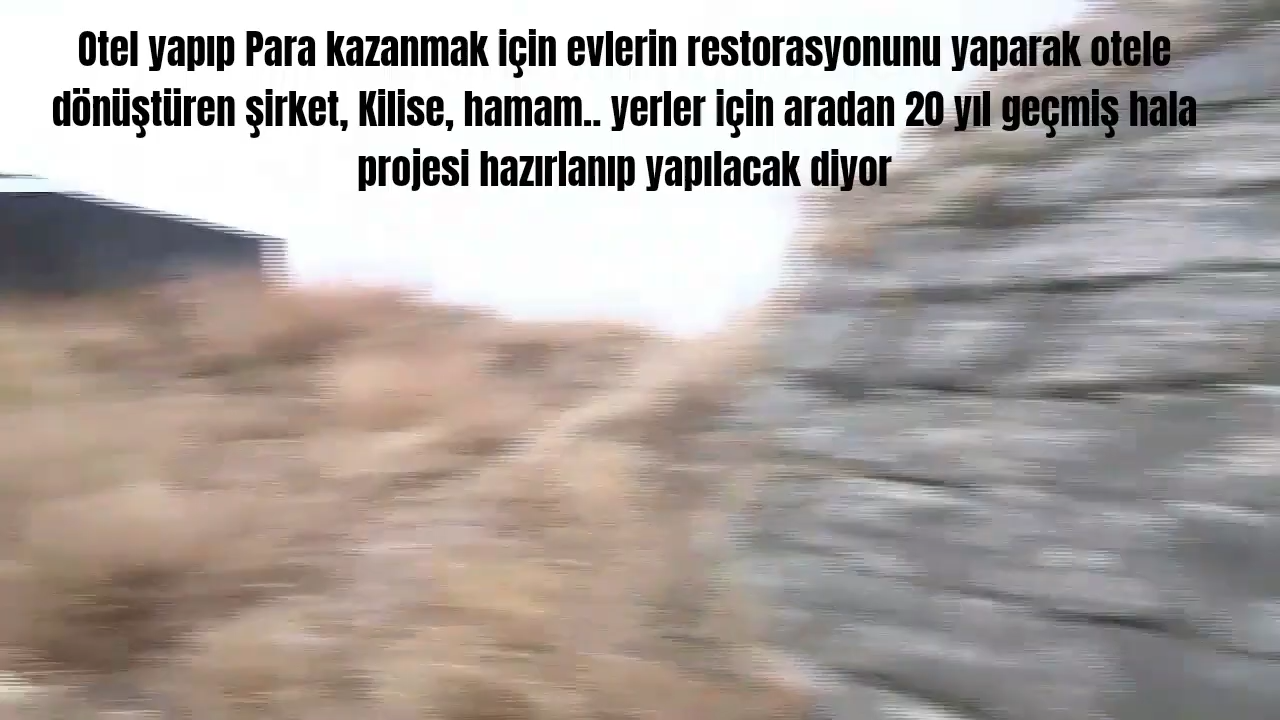 Otel yapıp Para kazanmak için evlerin restorasyonunu yaparak otele
dönüştüren şirket, Kilise, hamam.. yerler için aradan 20 yıl geçmiş hala
projesi hazırlanıp yapılacak diyor